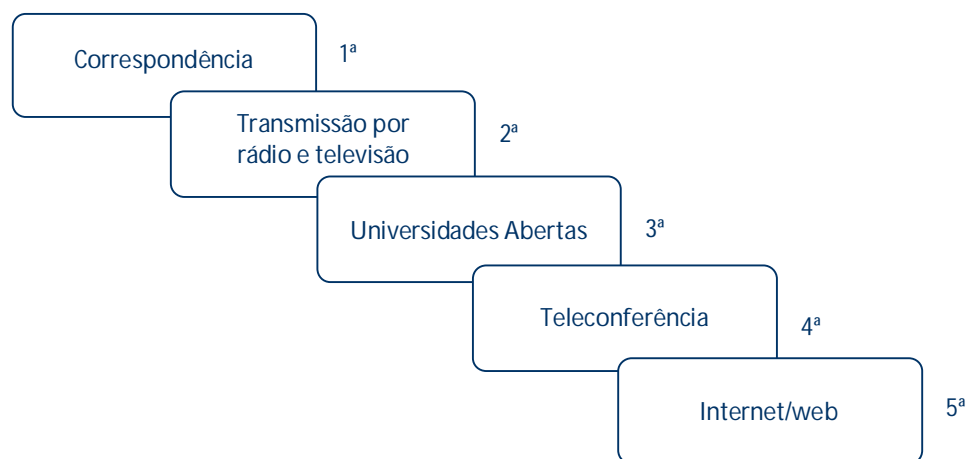 Correspondência
1ª
Transmissão por
rádio e televisão
2ª
Universidades Abertas
3ª
Teleconferência
4ª
Internet/web
5ª